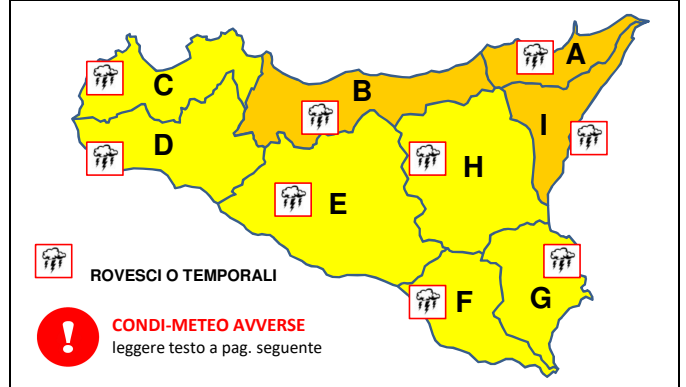 A
C
B
I
D
H
E
ROVESCI O TEMPORALI
F
G
CONDI-METEO AVVERSE
leggere testo a pag. seguente